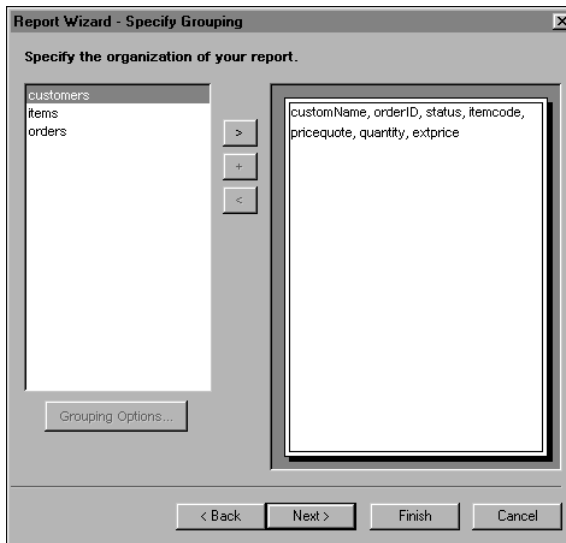 Report Wizard - Specify Grouping
Specify the organization of your report.
customers
items
orders
>
+
<
customName, orderID, status, itemcode,
pricequote, quantity, extprice
Grouping Options...
< Back
Next >
Finish
Cancel